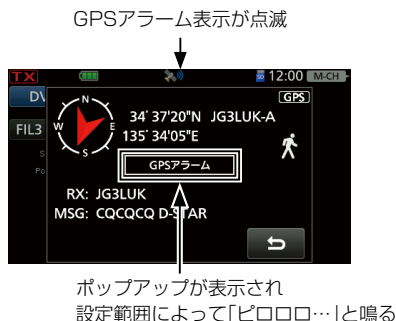 GPSアラーム表示が点滅
TX 12:00 M-CH
DV
GPS
N
34°37'20"N JG3LUK-A
FIL3
W E
135°34'05"E
S
GPSアラーム
RX: JG3LUK
MSG: CQCQCQ D-STAR
ポップアップが表示され
設定範囲によって「ピロロロ…」と鳴る